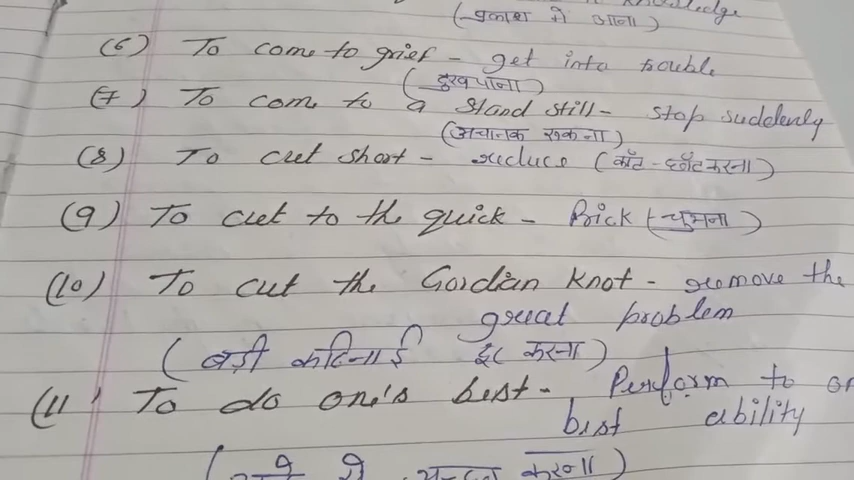 knowledge
(प्रकाश में आना)
(6) To come to grief - get into trouble
(दुख पाना)
(7) To come to a stand still - stop suddenly
(अचानक रुकना)
(8) To cut short - reduce (काँट-छाँट करना)
(9) To cut to the quick - Prick (चुभना)
(10) To cut the Gordian Knot - remove the
great problem
(बड़ी कठिनाई दूर करना)
(11) To do one's best - Perform to
best ability
से करना)